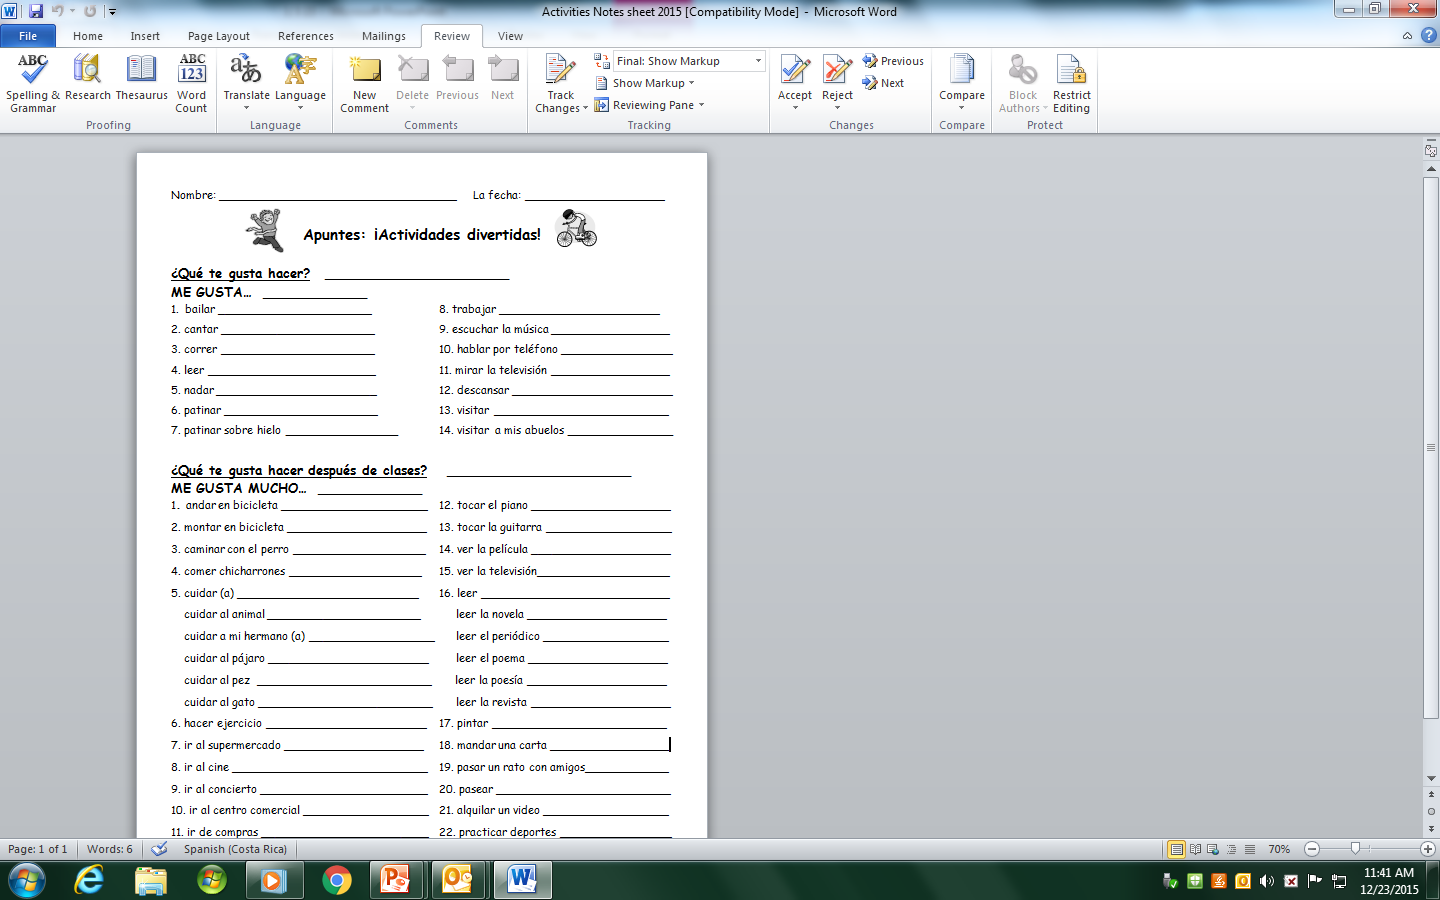 Activities Notes sheet 2015 [Compatibility Mode] - Microsoft Word
File Home Insert Page Layout References Mailings Review View
Spelling & Grammar Research Thesaurus Word Count Translate Language New Comment Delete Previous Next Track Changes Final: Show Markup Show Markup Reviewing Pane Accept Reject Previous Next Compare Block Authors Restrict Editing
Proofing Language Comments Tracking Changes Compare Protect
Nombre: La fecha:
Apuntes: ¡Actividades divertidas!
¿Qué te gusta hacer?
ME GUSTA...
1. bailar
2. cantar
3. correr
4. leer
5. nadar
6. patinar
7. patinar sobre hielo
8. trabajar
9. escuchar la música
10. hablar por teléfono
11. mirar la televisión
12. descansar
13. visitar
14. visitar a mis abuelos
¿Qué te gusta hacer después de clases?
ME GUSTA MUCHO...
1. andar en bicicleta
2. montar en bicicleta
3. caminar con el perro
4. comer chicharrones
5. cuidar (a)
cuidar al animal
cuidar a mi hermano (a)
cuidar al pájaro
cuidar al pez
cuidar al gato
6. hacer ejercicio
7. ir al supermercado
8. ir al cine
9. ir al concierto
10. ir al centro comercial
11. ir de compras
12. tocar el piano
13. tocar la guitarra
14. ver la película
15. ver la televisión
16. leer
leer la novela
leer el periódico
leer el poema
leer la poesía
leer la revista
17. pintar
18. mandar una carta
19. pasar un rato con amigos
20. pasear
21. alquilar un video
22. practicar deportes
Page: 1 of 1 Words: 6 Spanish (Costa Rica) 70%
11:41 AM
12/23/2015